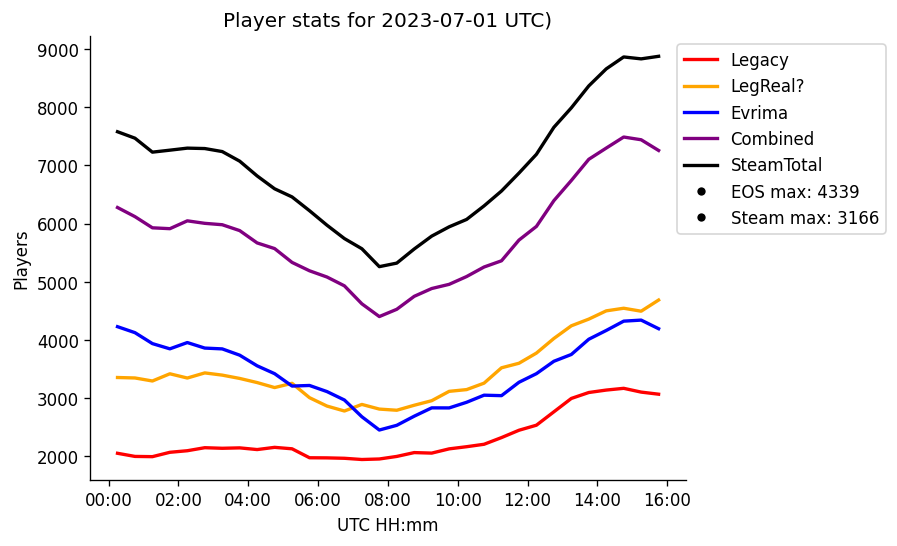 Player stats for 2023-07-01 UTC)
9000
8000
7000
6000
5000
4000
3000
2000
Players
00:00 02:00 04:00 06:00 08:00 10:00 12:00 14:00 16:00
UTC HH:mm
Legacy
LegReal?
Evrima
Combined
SteamTotal
EOS max: 4339
Steam max: 3166